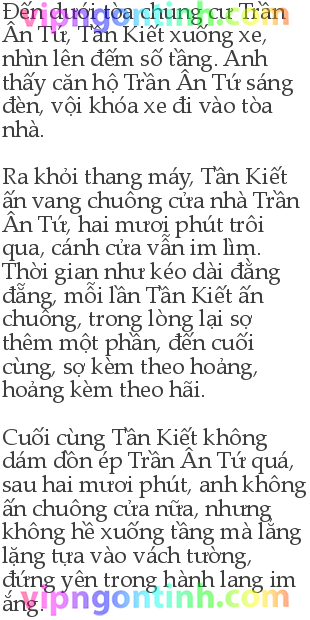 vipngontinh.com
Đến dưới tòa chung cư Trần
Ân Tứ, Tần Kiết xuống xe,
nhìn lên đếm số tầng. Anh
thấy căn hộ Trần Ân Tứ sáng
đèn, vội khóa xe đi vào tòa
nhà.
Ra khỏi thang máy, Tần Kiết
ấn vang chuông cửa nhà Trần
Ân Tứ, hai mươi phút trôi
qua, cánh cửa vẫn im lìm.
Thời gian như kéo dài đằng
đẵng, mỗi lần Tần Kiết ấn
chuông, trong lòng lại sợ
thêm một phần, đến cuối
cùng, sợ kèm theo hoảng,
hoảng kèm theo hãi.
Cuối cùng Tần Kiết không
dám dồn ép Trần Ân Tứ quá,
sau hai mươi phút, anh không
ấn chuông cửa nữa, nhưng
không hề xuống tầng mà lẳng
lặng tựa vào vách tường,
đứng yên trong hành lang im
ắng.
vipngontinh.com